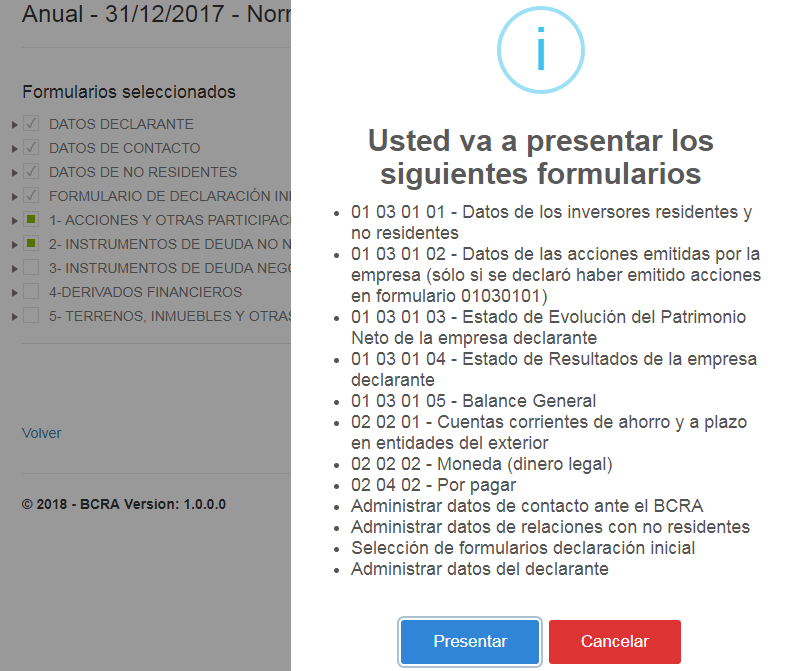 Anual - 31/12/2017 - Norr
Formularios seleccionados
DATOS DECLARANTE
DATOS DE CONTACTO
DATOS DE NO RESIDENTES
FORMULARIO DE DECLARACIÓN INI
1- ACCIONES Y OTRAS PARTICIPACI
2- INSTRUMENTOS DE DEUDA NO N
3- INSTRUMENTOS DE DEUDA NEGO
4-DERIVADOS FINANCIEROS
5- TERRENOS, INMUEBLES Y OTRAS
Volver
© 2018 - BCRA Version: 1.0.0.0
i
Usted va a presentar los
siguientes formularios
• 01 03 01 01 - Datos de los inversores residentes y
no residentes
• 01 03 01 02 - Datos de las acciones emitidas por la
empresa (sólo si se declaró haber emitido acciones
en formulario 01030101)
• 01 03 01 03 - Estado de Evolución del Patrimonio
Neto de la empresa declarante
• 01 03 01 04 - Estado de Resultados de la empresa
declarante
• 01 03 01 05 - Balance General
• 02 02 01 - Cuentas corrientes de ahorro y a plazo
en entidades del exterior
• 02 02 02 - Moneda (dinero legal)
• 02 04 02 - Por pagar
• Administrar datos de contacto ante el BCRA
• Administrar datos de relaciones con no residentes
• Selección de formularios declaración inicial
• Administrar datos del declarante
Presentar
Cancelar